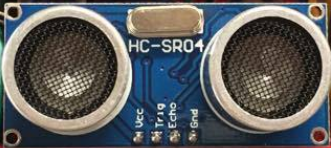 HC-SR04
Vcc
Trig
Echo
Gnd